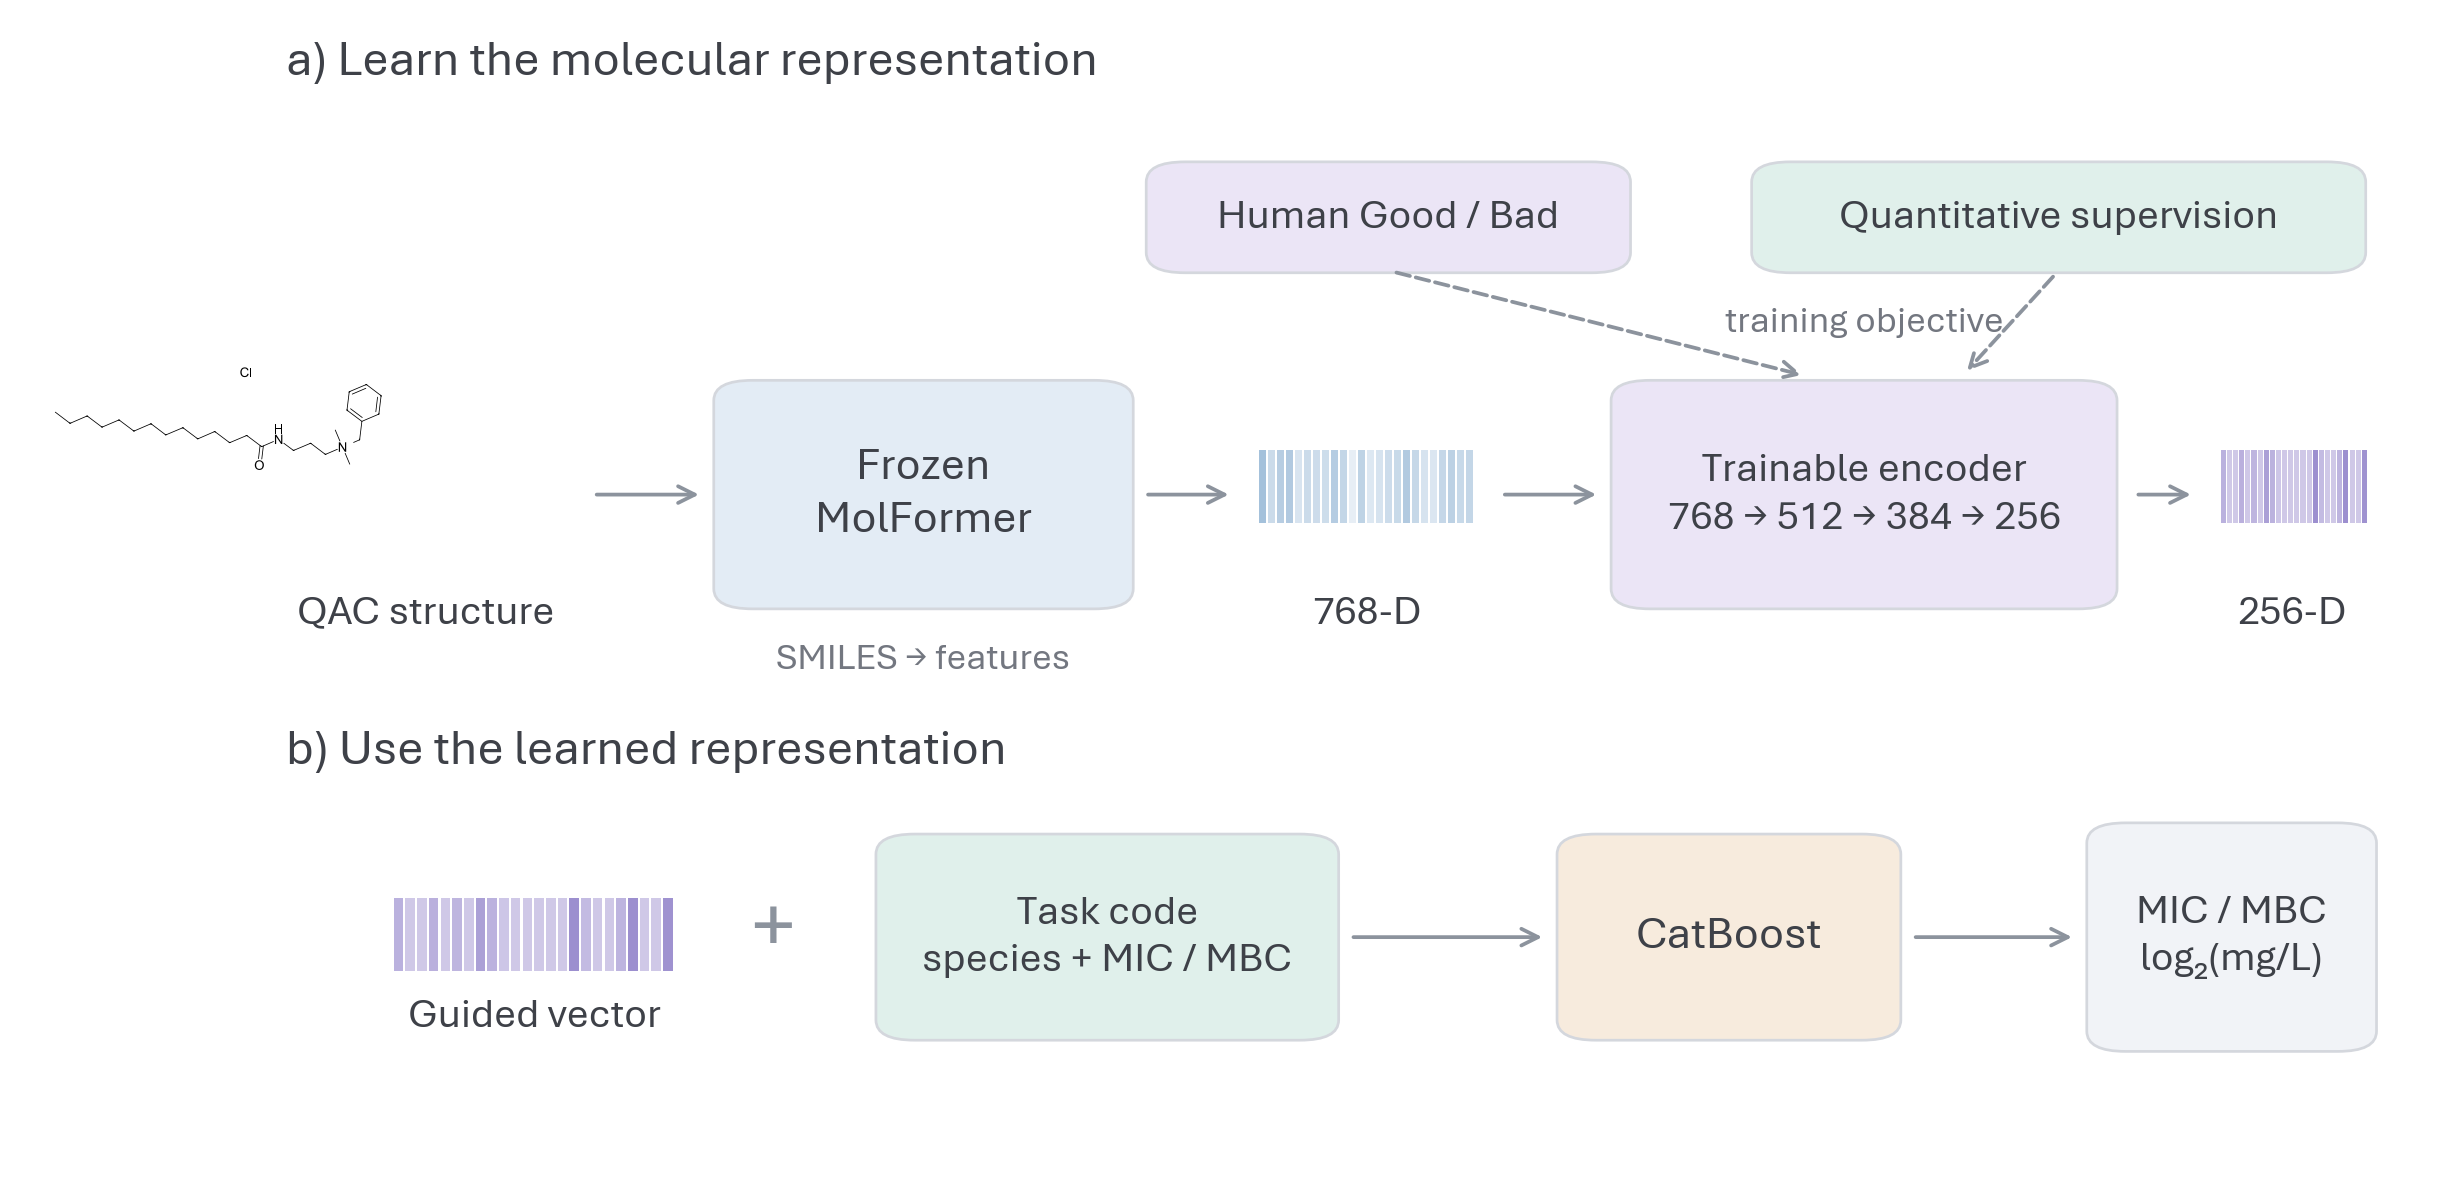 a) Learn the molecular representation
Human Good / Bad
Quantitative supervision
training objective
Cl
H
N
O
N
Frozen
MolFormer
Trainable encoder
768 → 512 → 384 → 256
QAC structure
768-D
256-D
SMILES → features
b) Use the learned representation
+
Task code
species + MIC / MBC
CatBoost
MIC / MBC
log₂(mg/L)
Guided vector